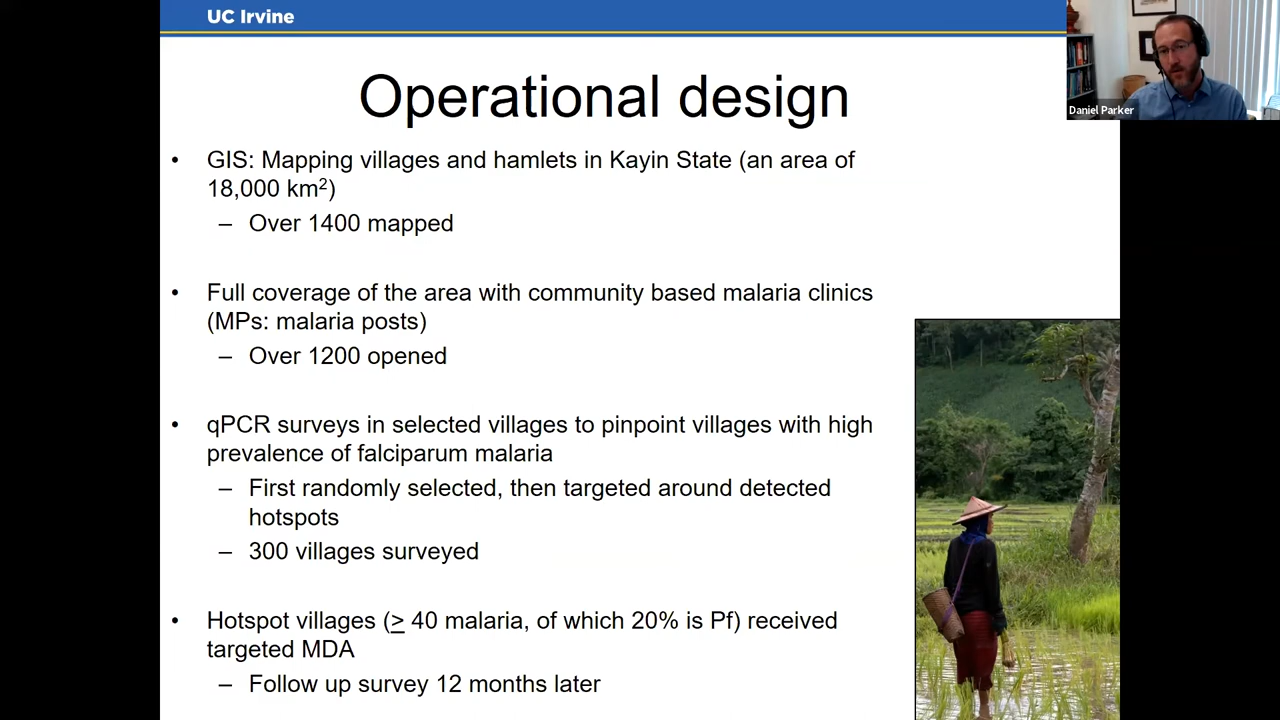 UC Irvine
Daniel Parker
Operational design
• GIS: Mapping villages and hamlets in Kayin State (an area of
18,000 km²)
– Over 1400 mapped
• Full coverage of the area with community based malaria clinics
(MPs: malaria posts)
– Over 1200 opened
• qPCR surveys in selected villages to pinpoint villages with high
prevalence of falciparum malaria
– First randomly selected, then targeted around detected
hotspots
– 300 villages surveyed
• Hotspot villages (≥ 40 malaria, of which 20% is Pf) received
targeted MDA
– Follow up survey 12 months later